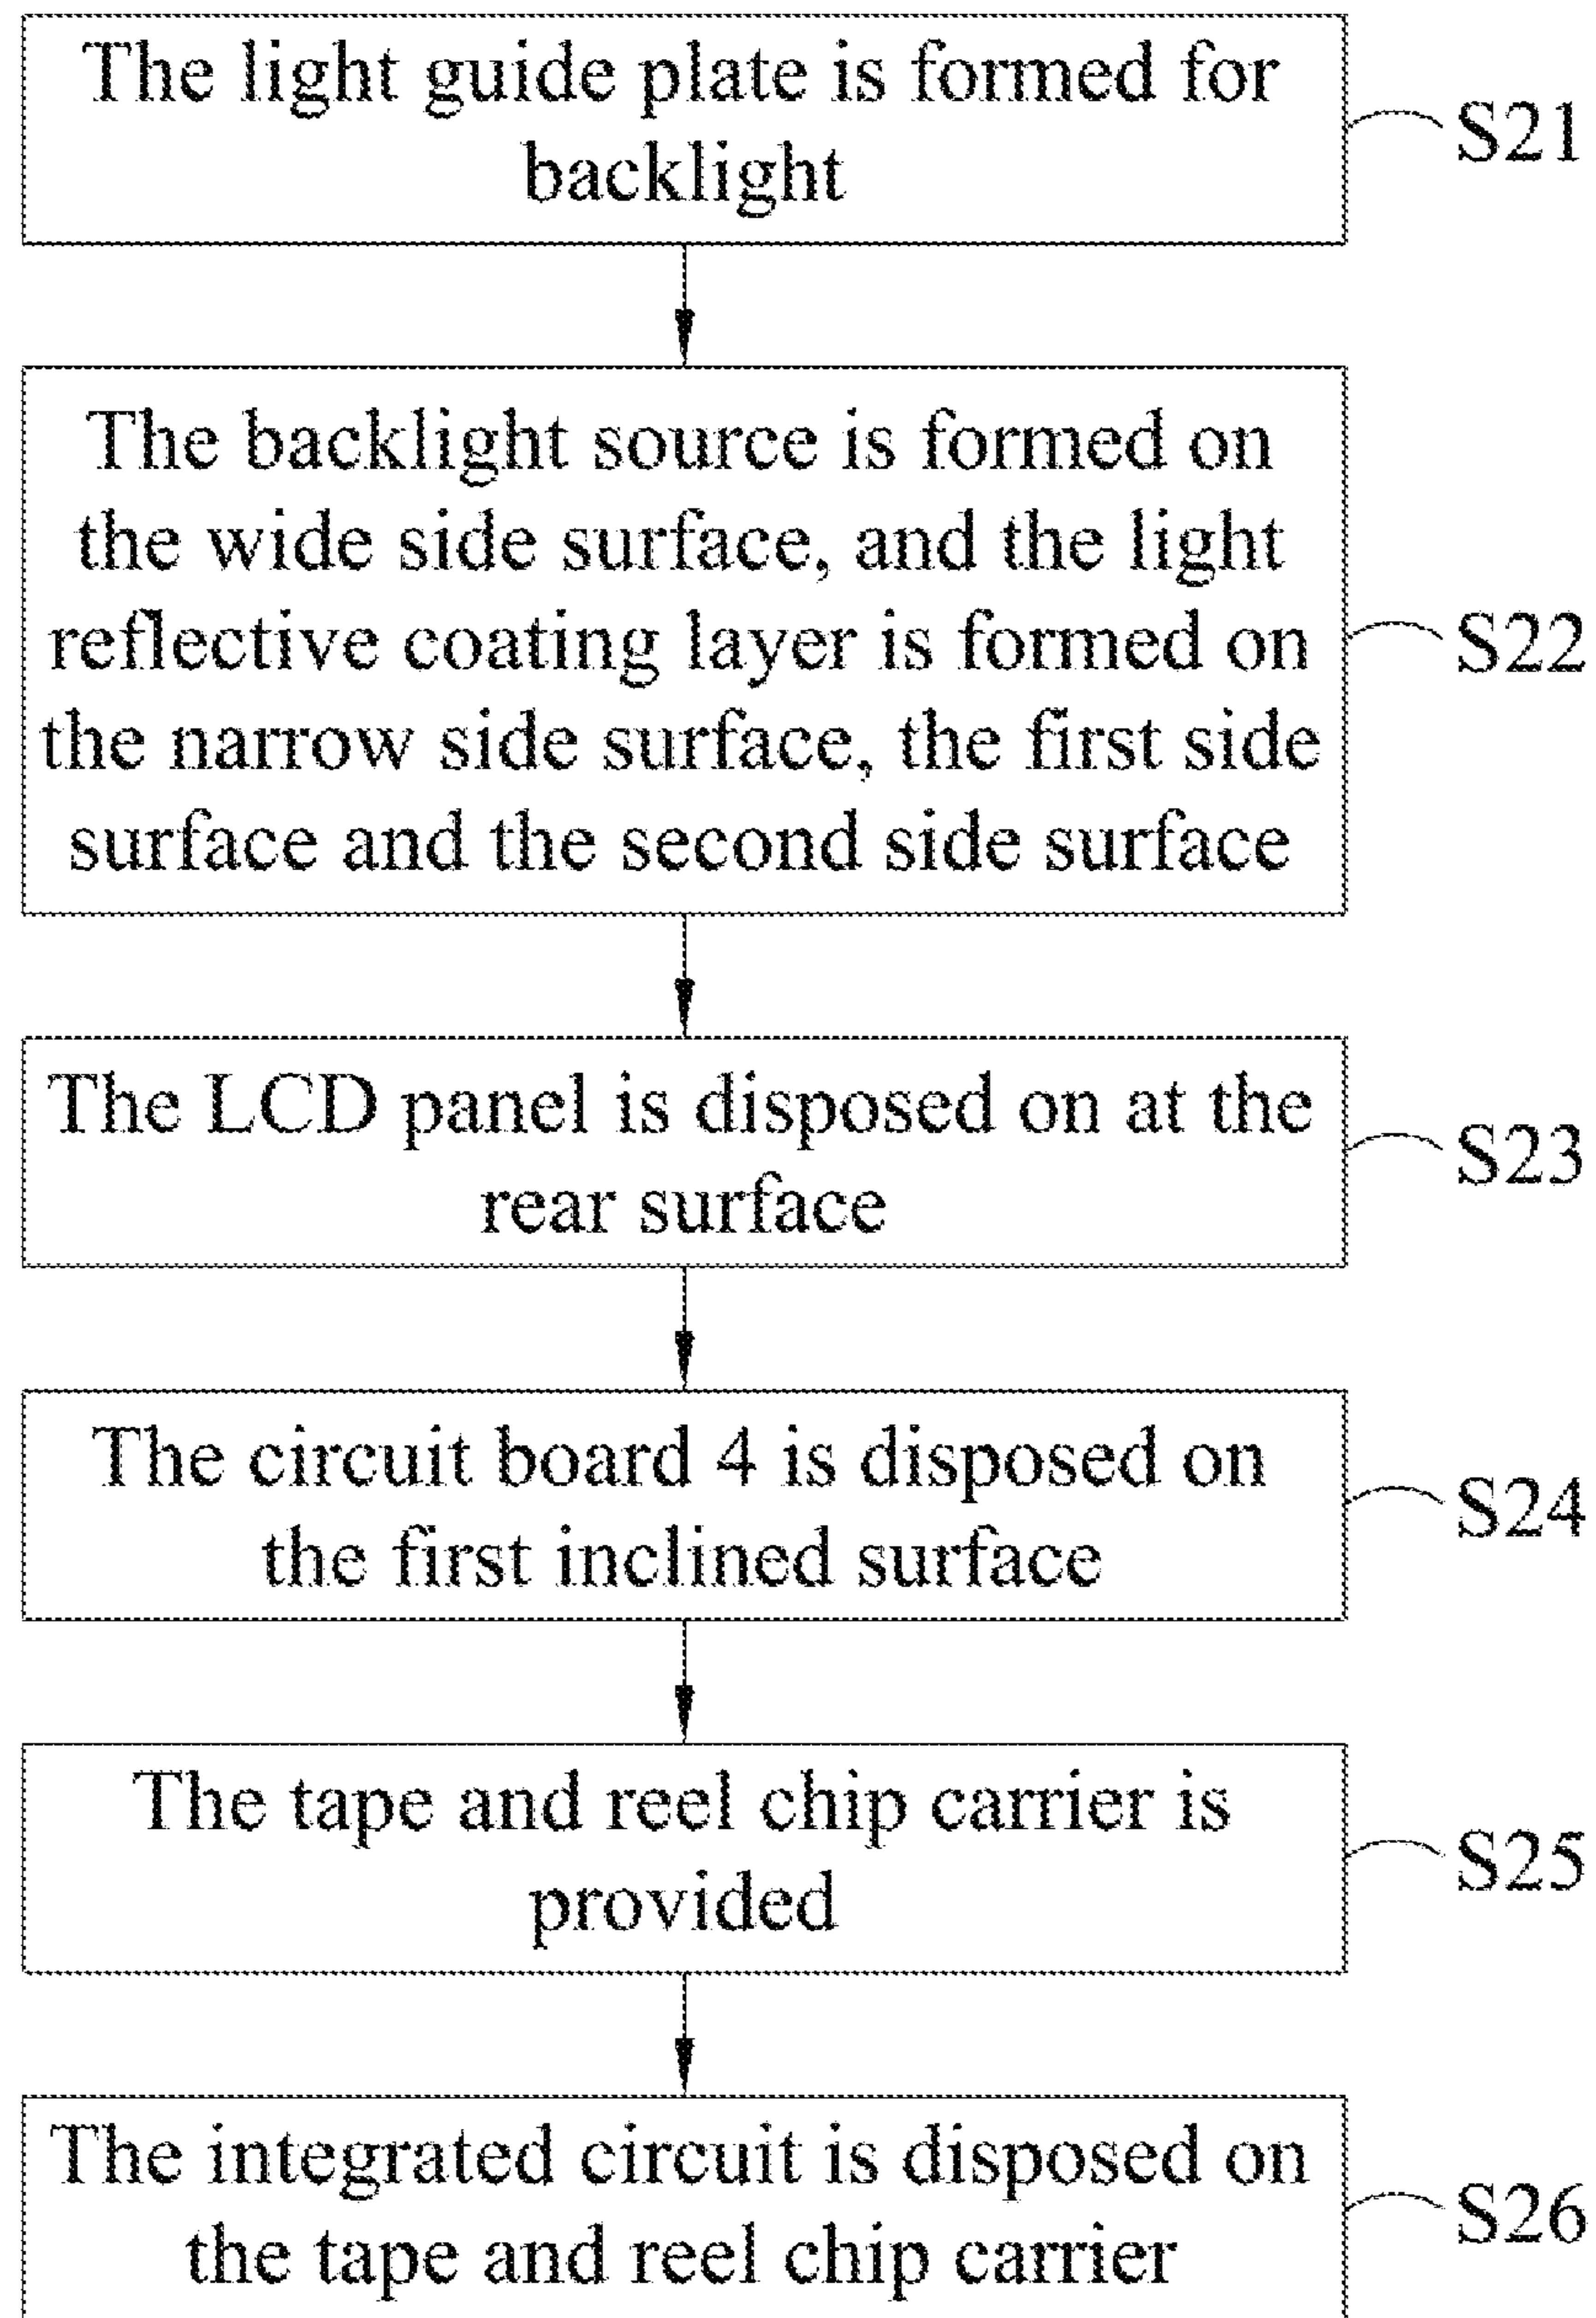 The light guide plate is formed for
backlight
S21
The backlight source is formed on
the wide side surface, and the light
reflective coating layer is formed on
the narrow side surface, the first side
surface and the second side surface
S22
The LCD panel is disposed on at the
rear surface
S23
The circuit board 4 is disposed on
the first inclined surface
S24
The tape and reel chip carrier is
provided
S25
The integrated circuit is disposed on
the tape and reel chip carrier
S26